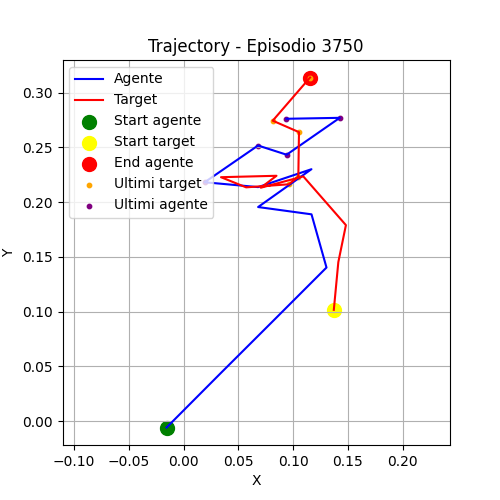 Trajectory - Episodio 3750
Agente
Target
Start agente
Start target
End agente
Ultimi target
Ultimi agente
0.30
0.25
0.20
0.15
0.10
0.05
0.00
Y
−0.10 −0.05 0.00 0.05 0.10 0.15 0.20
X